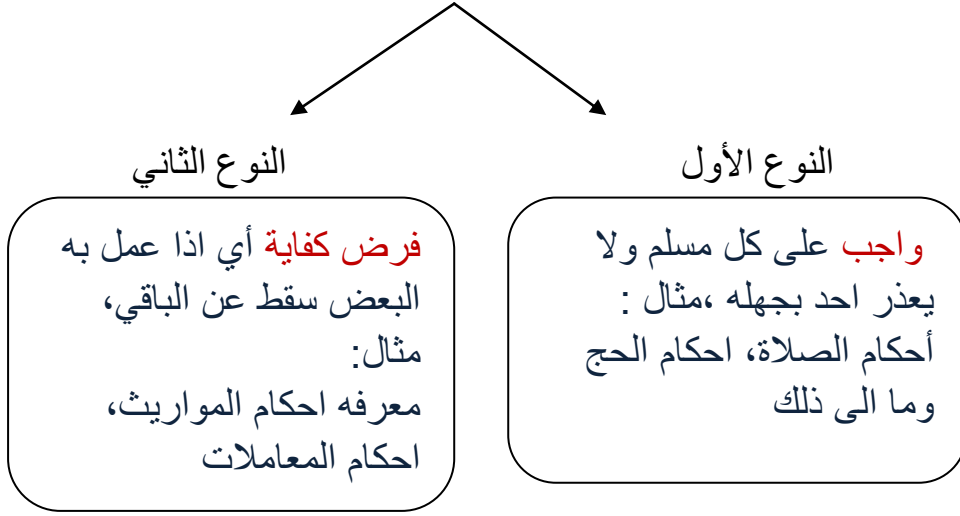 النوع الأول
واجب على كل مسلم ولا
يعذر احد بجهله ،مثال :
أحكام الصلاة، احكام الحج
وما الى ذلك
النوع الثاني
فرض كفاية أي اذا عمل به
البعض سقط عن الباقي،
مثال:
معرفه احكام المواريث،
احكام المعاملات